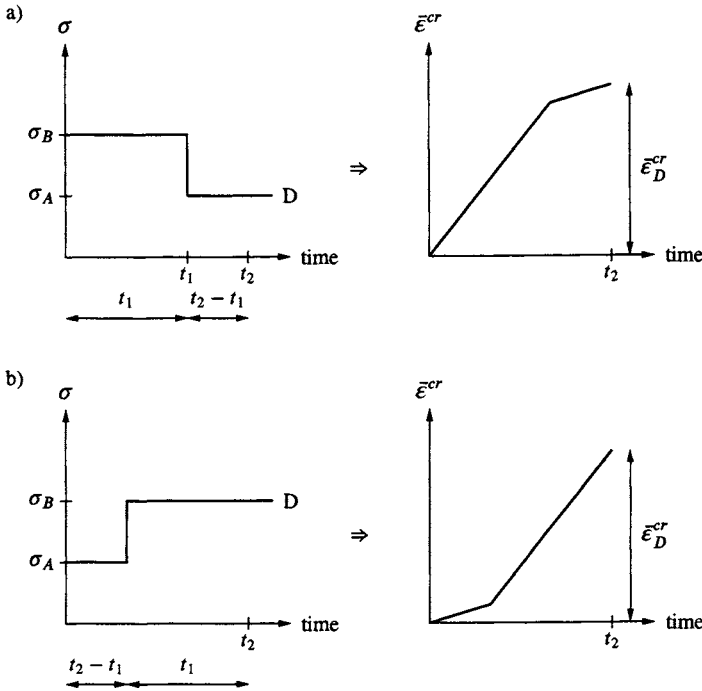 a)
σ
σ_B
σ_A
D
time
t_1
t_2
t_1
t_2 − t_1
⇒
ε̄^cr
ε̄_D^cr
time
t_2
b)
σ
σ_B
σ_A
D
time
t_2
t_2 − t_1
t_1
⇒
ε̄^cr
ε̄_D^cr
time
t_2